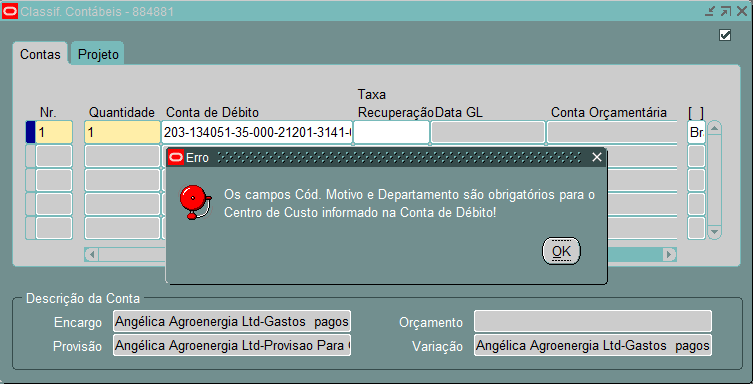 Classif. Contábeis - 884881
Contas Projeto
Taxa
Nr. Quantidade Conta de Débito Recuperação Data GL Conta Orçamentária [ ]
1 1 203-134051-35-000-21201-3141- Br
Erro
Os campos Cód. Motivo e Departamento são obrigatórios para o
Centro de Custo informado na Conta de Débito!
OK
Descrição da Conta
Encargo Angélica Agroenergia Ltd-Gastos pagos Orçamento
Provisão Angélica Agroenergia Ltd-Provisao Para Variação Angélica Agroenergia Ltd-Gastos pagos